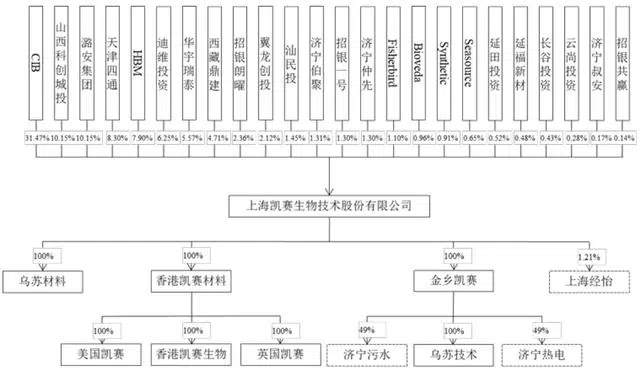 CIB
山西科创城投
潞安集团
天津四通
HBM
迪维投资
华宇瑞泰
西藏鼎建
招银朗曜
翼龙创投
汕民投
济宁伯聚
招银一号
济宁仲先
Fisherbird
Bioveda
Synthetic
Seasource
延田投资
延福新材
长谷投资
云尚投资
济宁叔安
招银共赢
31.47% 10.15% 10.15% 8.30% 7.90% 6.25% 5.57% 4.71% 2.36% 2.12% 1.45% 1.31% 1.30% 1.30% 1.10% 0.96% 0.91% 0.65% 0.52% 0.48% 0.43% 0.28% 0.17% 0.14%
上海凯赛生物技术股份有限公司
100% 100% 100% 1.21%
乌苏材料 香港凯赛材料 金乡凯赛 上海经怡
100% 100% 100% 49% 100% 49%
美国凯赛 香港凯赛生物 英国凯赛 济宁污水 乌苏技术 济宁热电